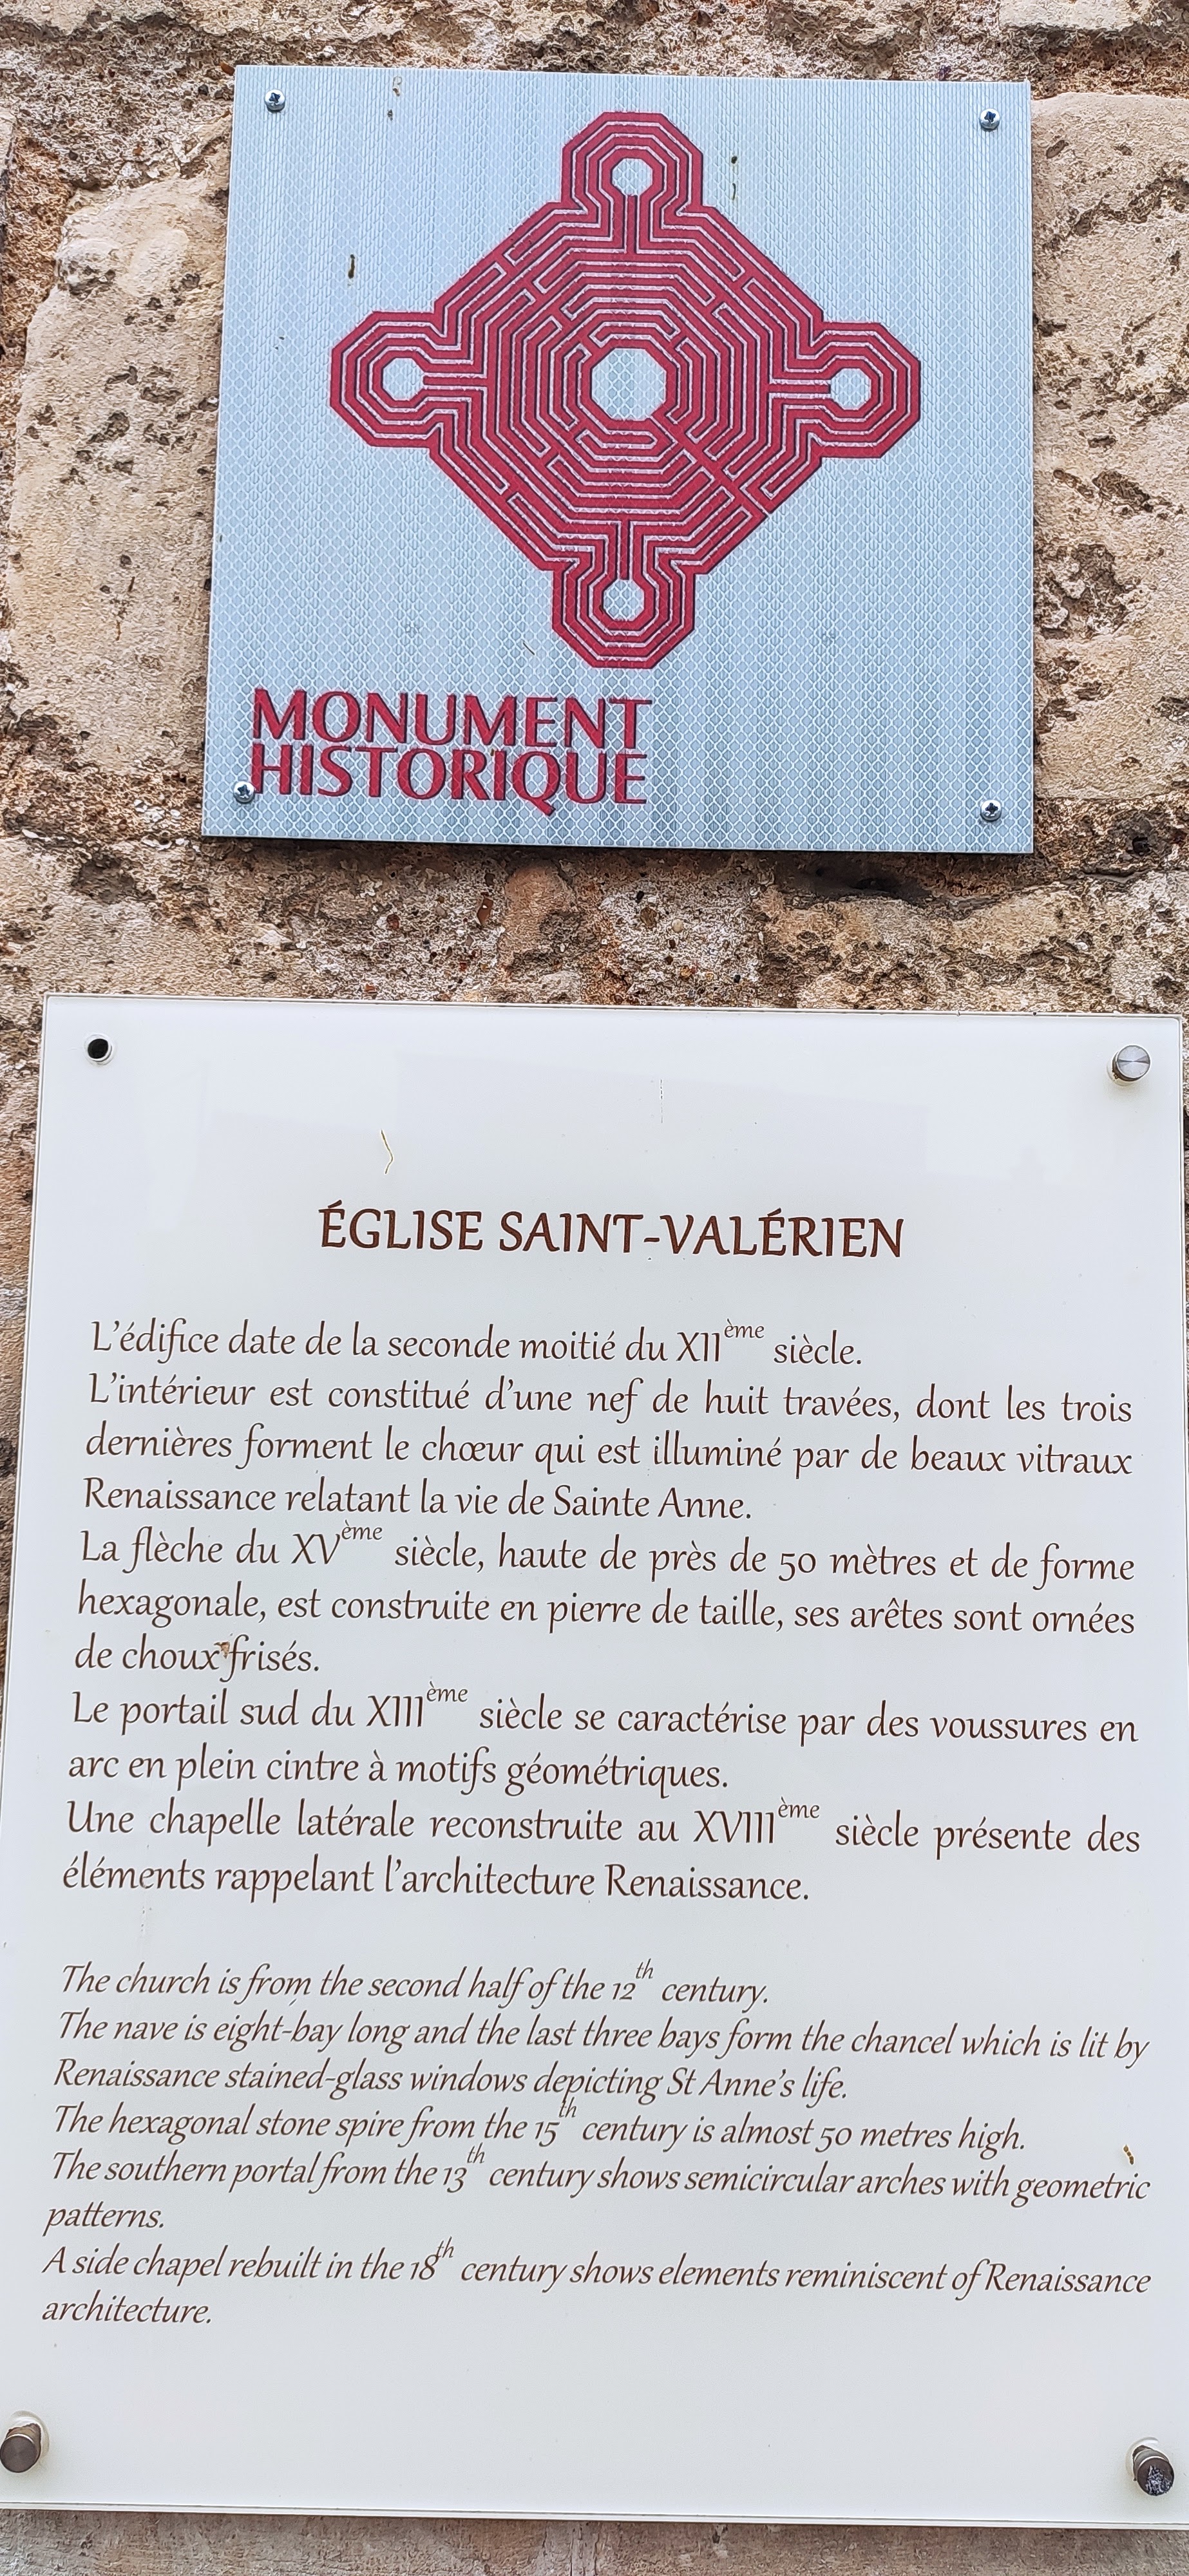 MONUMENT
HISTORIQUE
ÉGLISE SAINT-VALÉRIEN
L'édifice date de la seconde moitié du XIIème siècle.
L'intérieur est constitué d'une nef de huit travées, dont les trois
dernières forment le chœur qui est illuminé par de beaux vitraux
Renaissance relatant la vie de Sainte Anne.
La flèche du XVème siècle, haute de près de 50 mètres et de forme
hexagonale, est construite en pierre de taille, ses arêtes sont ornées
de choux frisés.
Le portail sud du XIIIème siècle se caractérise par des voussures en
arc en plein cintre à motifs géométriques.
Une chapelle latérale reconstruite au XVIIIème siècle présente des
éléments rappelant l'architecture Renaissance.
The church is from the second half of the 12th century.
The nave is eight-bay long and the last three bays form the chancel which is lit by
Renaissance stained-glass windows depicting St Anne's life.
The hexagonal stone spire from the 15th century is almost 50 metres high.
The southern portal from the 13th century shows semicircular arches with geometric
patterns.
A side chapel rebuilt in the 18th century shows elements reminiscent of Renaissance
architecture.